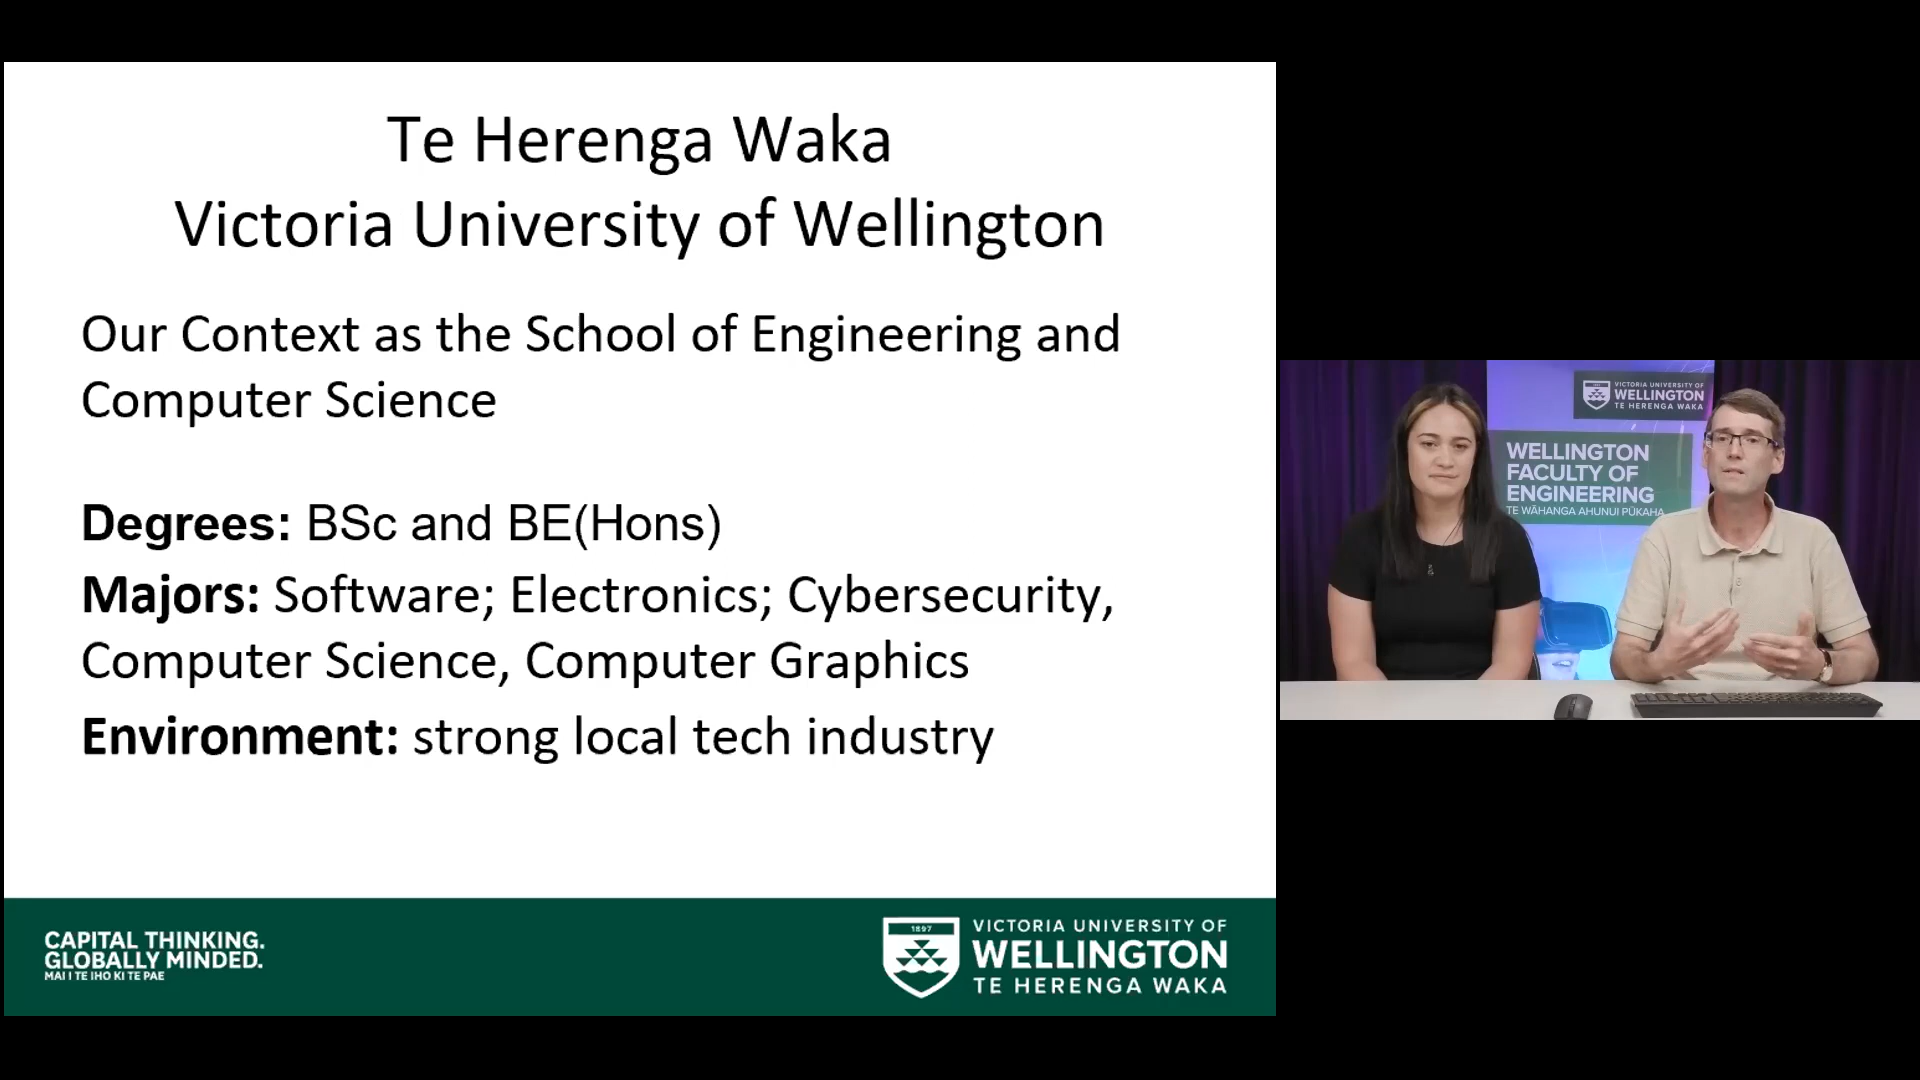 Te Herenga Waka
Victoria University of Wellington
Our Context as the School of Engineering and
Computer Science
Degrees: BSc and BE(Hons)
Majors: Software; Electronics; Cybersecurity,
Computer Science, Computer Graphics
Environment: strong local tech industry
CAPITAL THINKING.
GLOBALLY MINDED.
MAI I TE IHO KI TE PAE
1897
VICTORIA UNIVERSITY OF
WELLINGTON
TE HERENGA WAKA
VICTORIA UNIVERSITY OF
WELLINGTON
TE HERENGA WAKA
WELLINGTON
FACULTY OF
ENGINEERING
TE WĀHANGA AHUNUI PŪKAHA